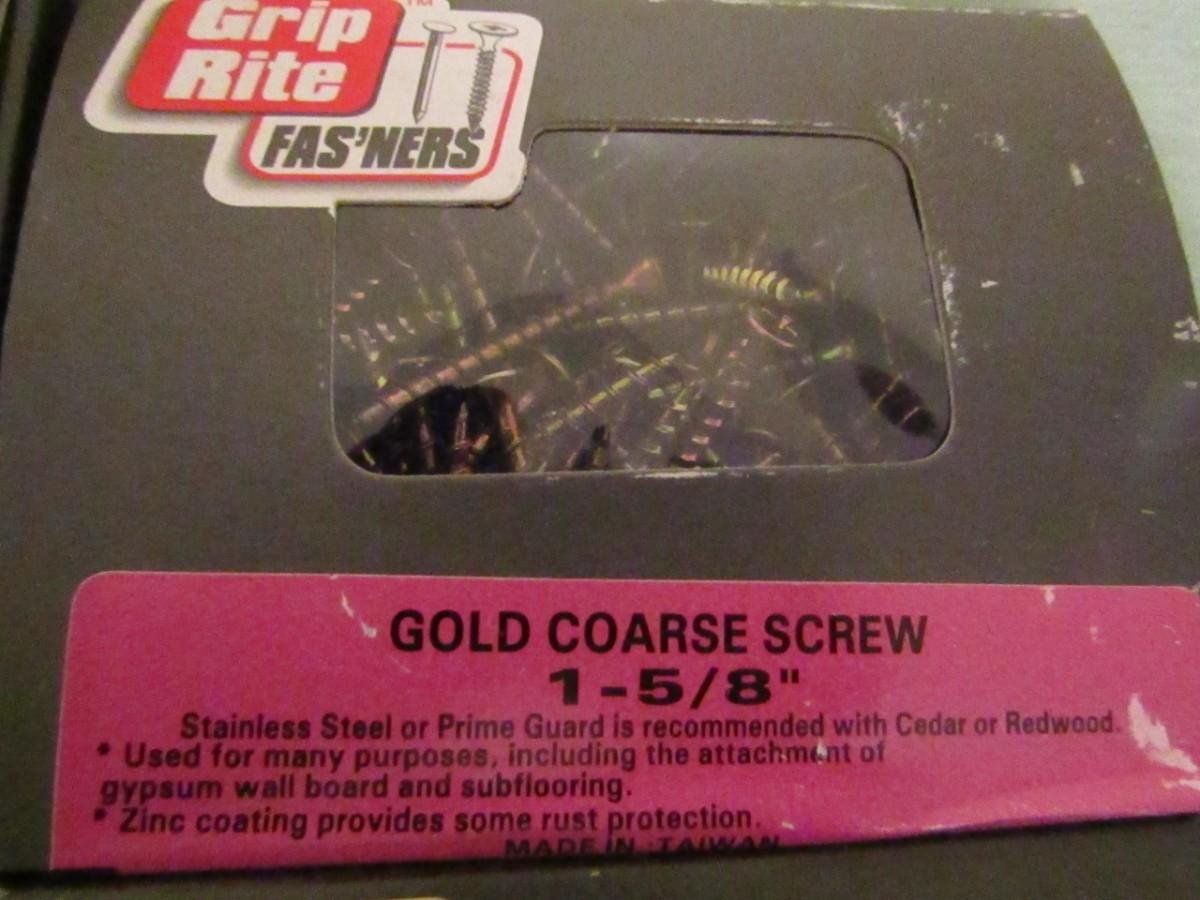 Grip
Rite
TM
FAS'NERS
GOLD COARSE SCREW
1-5/8"
Stainless Steel or Prime Guard is recommended with Cedar or Redwood.
* Used for many purposes, including the attachment of
gypsum wall board and subflooring.
* Zinc coating provides some rust protection.
MADE IN TAIWAN